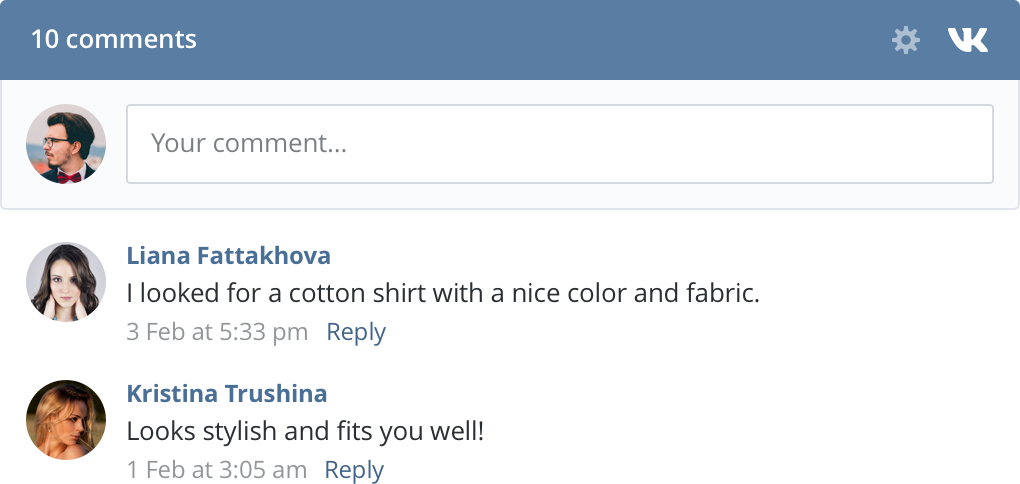 10 comments
Your comment...
Liana Fattakhova
I looked for a cotton shirt with a nice color and fabric.
3 Feb at 5:33 pm Reply
Kristina Trushina
Looks stylish and fits you well!
1 Feb at 3:05 am Reply